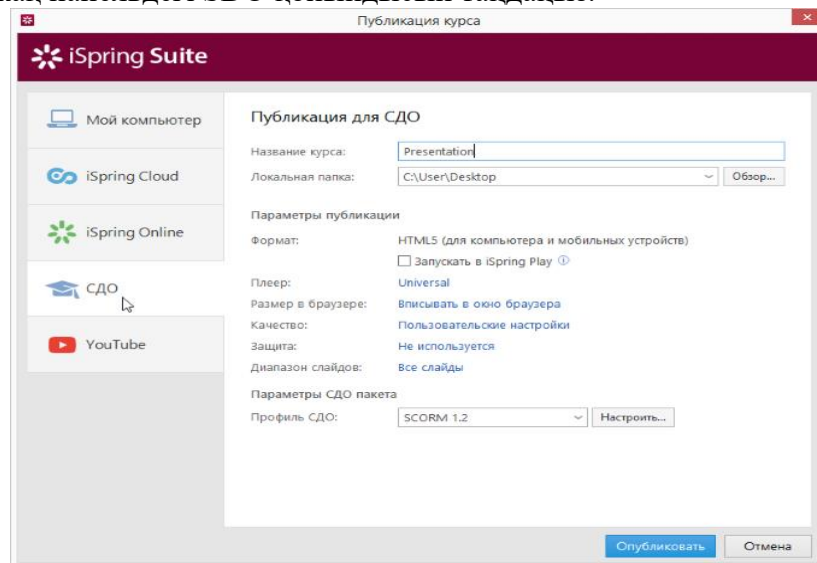 Публикация курса
iSpring Suite
Мой компьютер
iSpring Cloud
iSpring Online
СДО
YouTube
Публикация для СДО
Название курса: Presentation
Локальная папка: C:\User\Desktop Обзор...
Параметры публикации
Формат: HTML5 (для компьютера и мобильных устройств)
Запускать в iSpring Play
Плеер: Universal
Размер в браузере: Вписывать в окно браузера
Качество: Пользовательские настройки
Защита: Не используется
Диапазон слайдов: Все слайды
Параметры СДО пакета
Профиль СДО: SCORM 1.2 Настроить...
Опубликовать Отмена